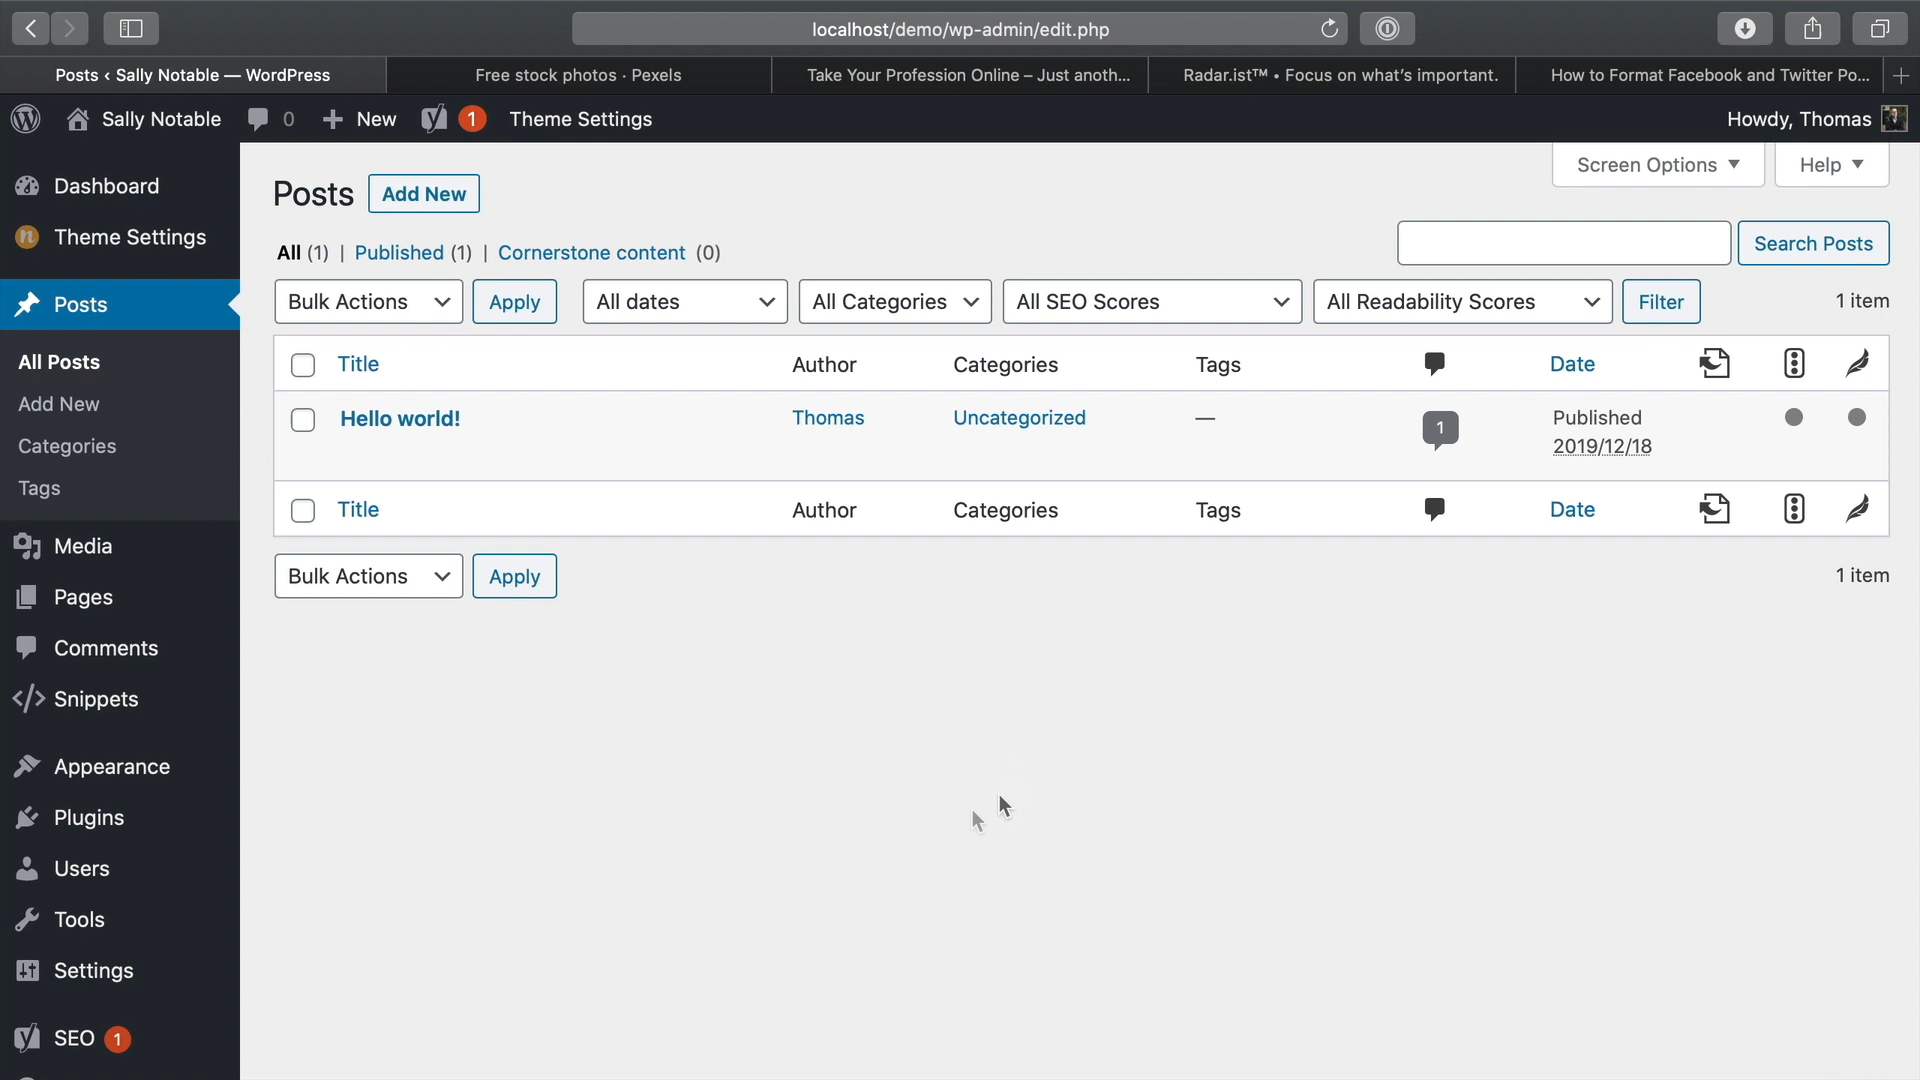 localhost/demo/wp-admin/edit.php
Posts ‹ Sally Notable — WordPress
Free stock photos · Pexels
Take Your Profession Online – Just anoth...
Radar.ist™ • Focus on what's important.
How to Format Facebook and Twitter Po...
Sally Notable 0 New 1 Theme Settings Howdy, Thomas
Screen Options Help
Dashboard
Theme Settings
Posts
All Posts
Add New
Categories
Tags
Media
Pages
Comments
Snippets
Appearance
Plugins
Users
Tools
Settings
SEO 1
Posts Add New
All (1) | Published (1) | Cornerstone content (0)
Search Posts
Bulk Actions Apply All dates All Categories All SEO Scores All Readability Scores Filter 1 item
Title Author Categories Tags Date
Hello world! Thomas Uncategorized — 1 Published
2019/12/18
Title Author Categories Tags Date
Bulk Actions Apply 1 item